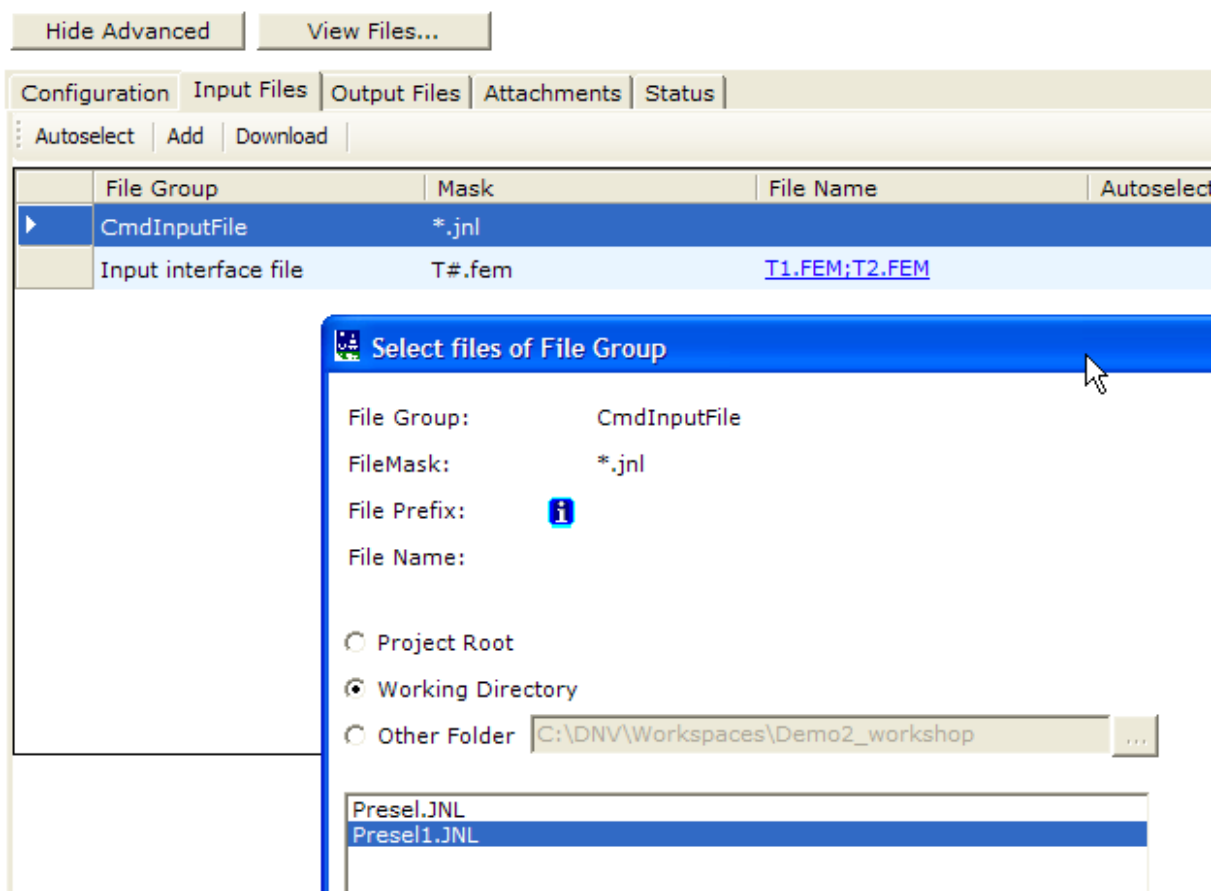 Hide Advanced View Files...
Configuration Input Files Output Files Attachments Status
Autoselect Add Download
File Group Mask File Name Autoselect
CmdInputFile *.jnl
Input interface file T#.fem T1.FEM;T2.FEM
Select files of File Group
File Group: CmdInputFile
FileMask: *.jnl
File Prefix: i
File Name:
Project Root
Working Directory
Other Folder C:\DNV\Workspaces\Demo2_workshop ...
Presel.JNL
Presel1.JNL